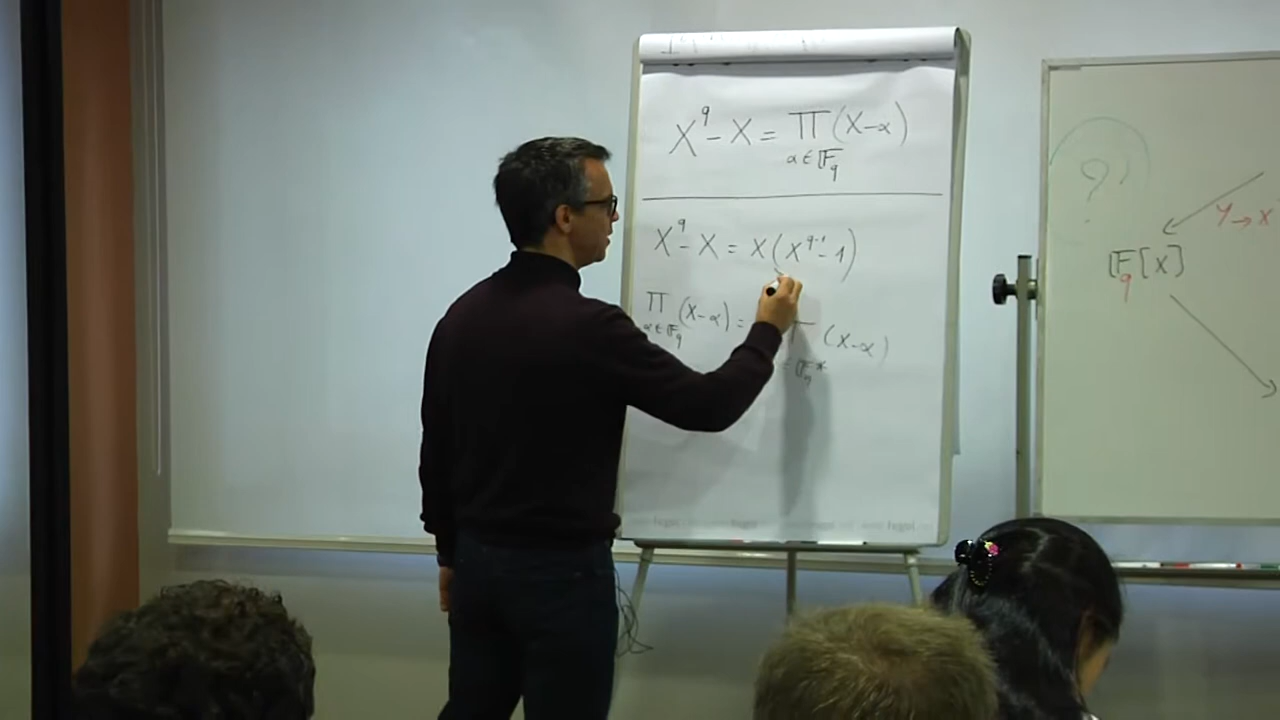 X^q - X = ∏ (X-α)
α ∈ 𝔽_q
X^q - X = X(X^{q-1} - 1)
∏ (X-α) =
α ∈ 𝔽_q
(X-α)
𝔽_q*
?
Y → X
𝔽_q[X]